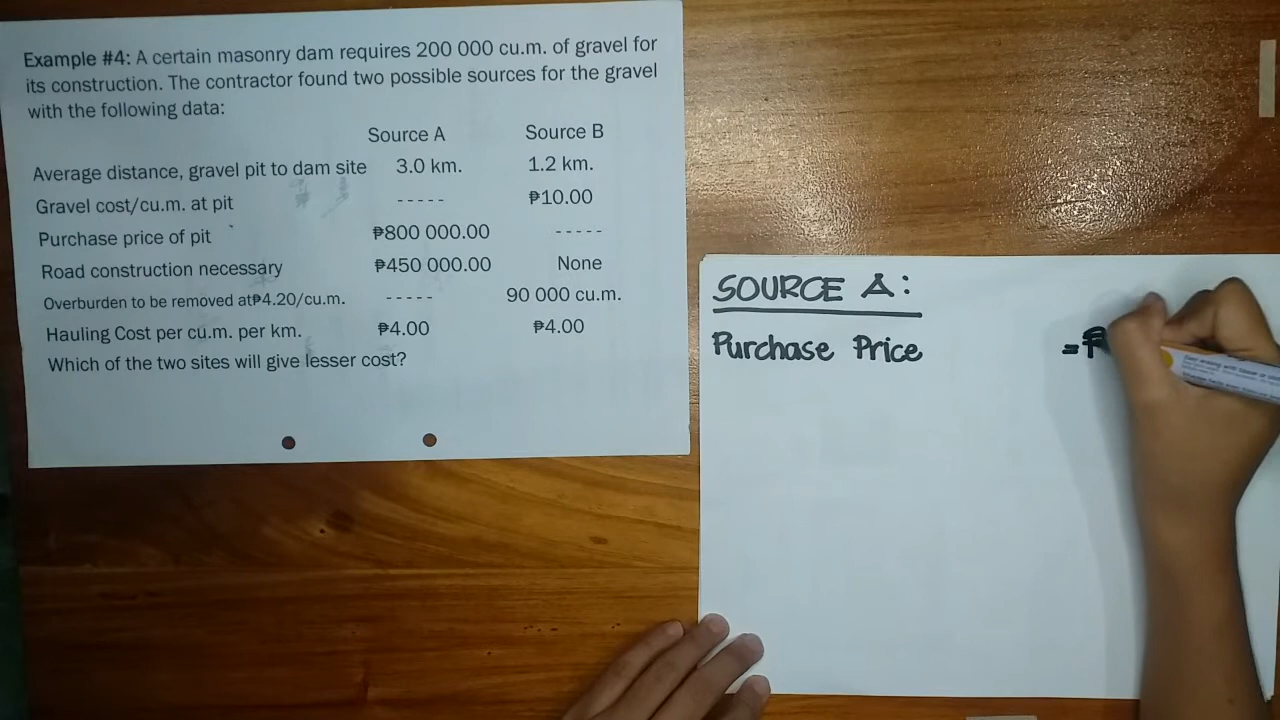 Example #4: A certain masonry dam requires 200 000 cu.m. of gravel for
its construction. The contractor found two possible sources for the gravel
with the following data:
Source A Source B
Average distance, gravel pit to dam site 3.0 km. 1.2 km.
Gravel cost/cu.m. at pit ----- ₱10.00
Purchase price of pit ₱800 000.00 -----
Road construction necessary ₱450 000.00 None
Overburden to be removed at₱4.20/cu.m. ----- 90 000 cu.m.
Hauling Cost per cu.m. per km. ₱4.00 ₱4.00
Which of the two sites will give lesser cost?
SOURCE A:
Purchase Price = ₱